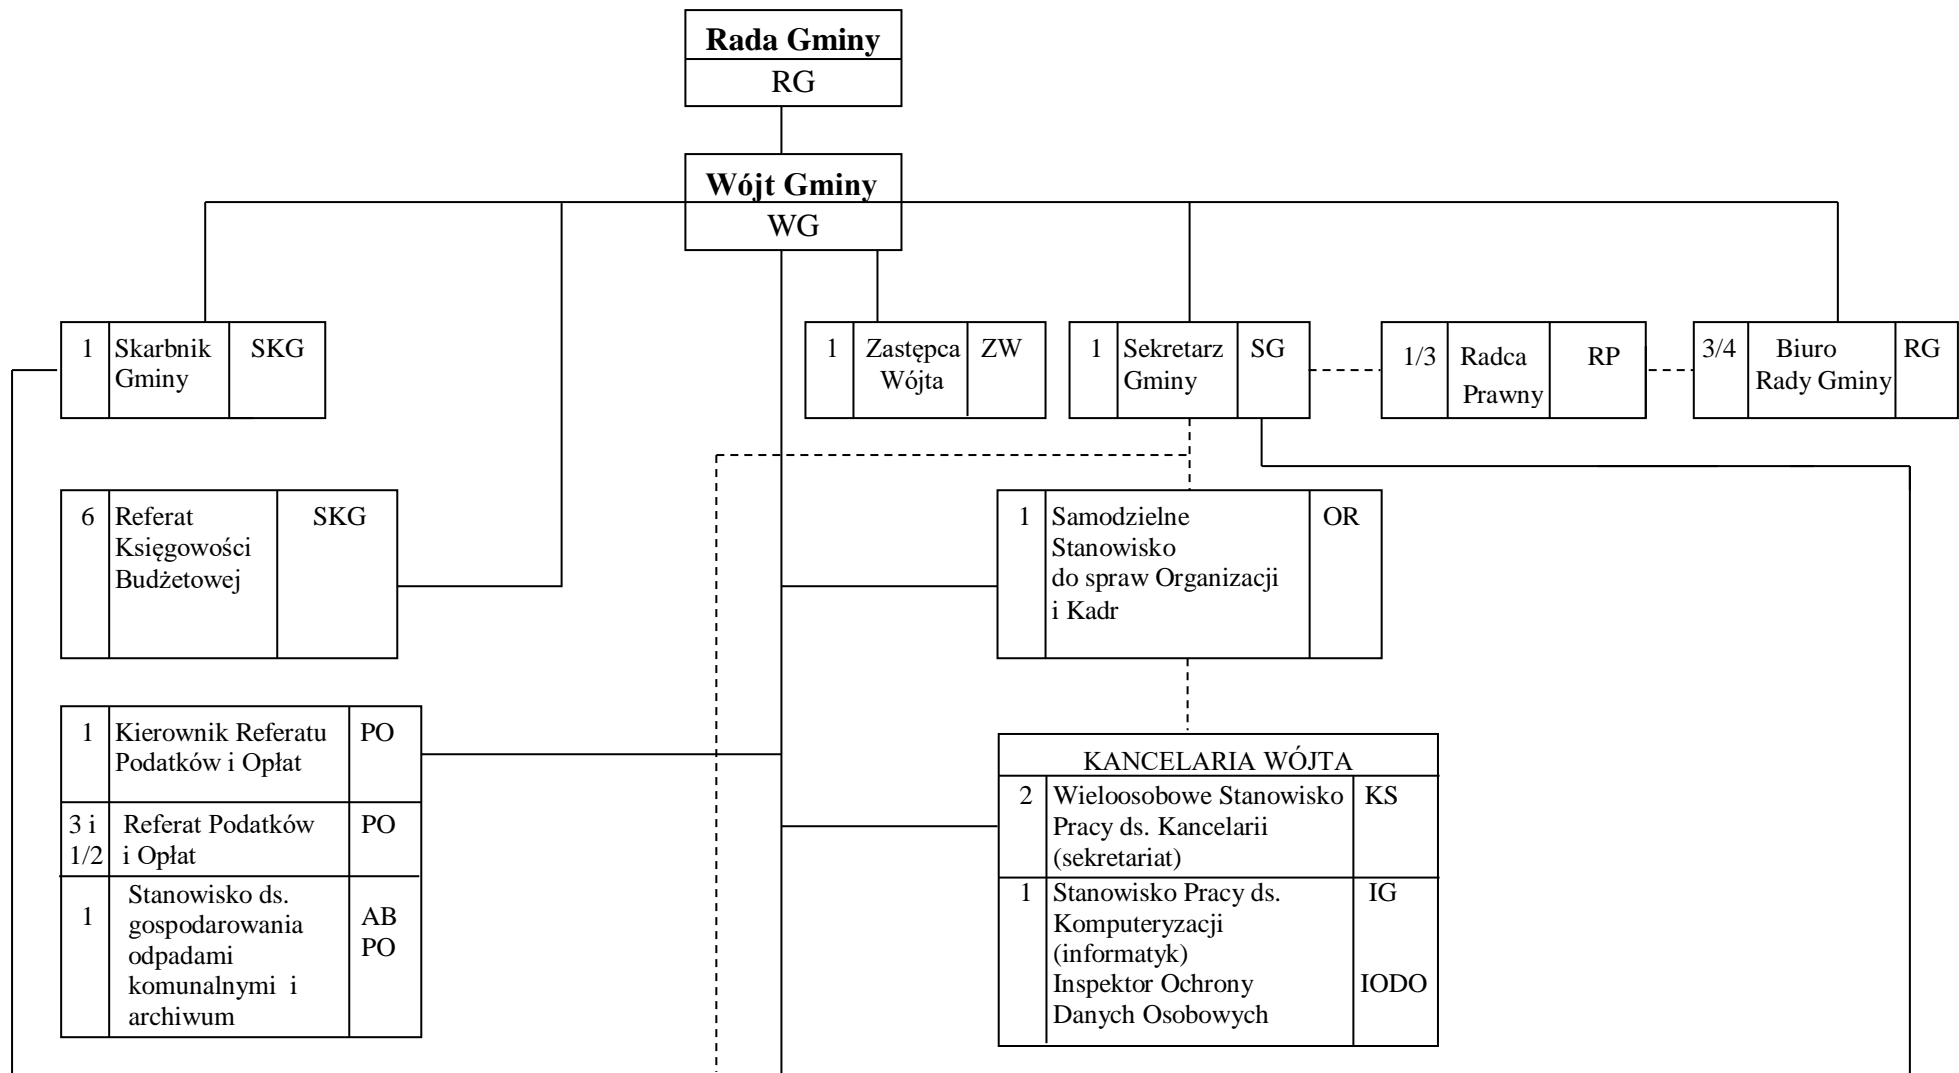 Rada Gminy
RG
Wójt Gminy
WG
1 Skarbnik SKG
Gminy
1 Zastępca ZW
Wójta
1 Sekretarz SG
Gminy
1/3 Radca RP
Prawny
3/4 Biuro RG
Rady Gminy
6 Referat SKG
Księgowości
Budżetowej
1 Samodzielne OR
Stanowisko
do spraw Organizacji
i Kadr
1 Kierownik Referatu PO
Podatków i Opłat
3 i Referat Podatków PO
1/2 i Opłat
Stanowisko ds.
1 gospodarowania AB
odpadami PO
komunalnymi i
archiwum
KANCELARIA WÓJTA
2 Wieloosobowe Stanowisko KS
Pracy ds. Kancelarii
(sekretariat)
1 Stanowisko Pracy ds. IG
Komputeryzacji
(informatyk)
Inspektor Ochrony IODO
Danych Osobowych